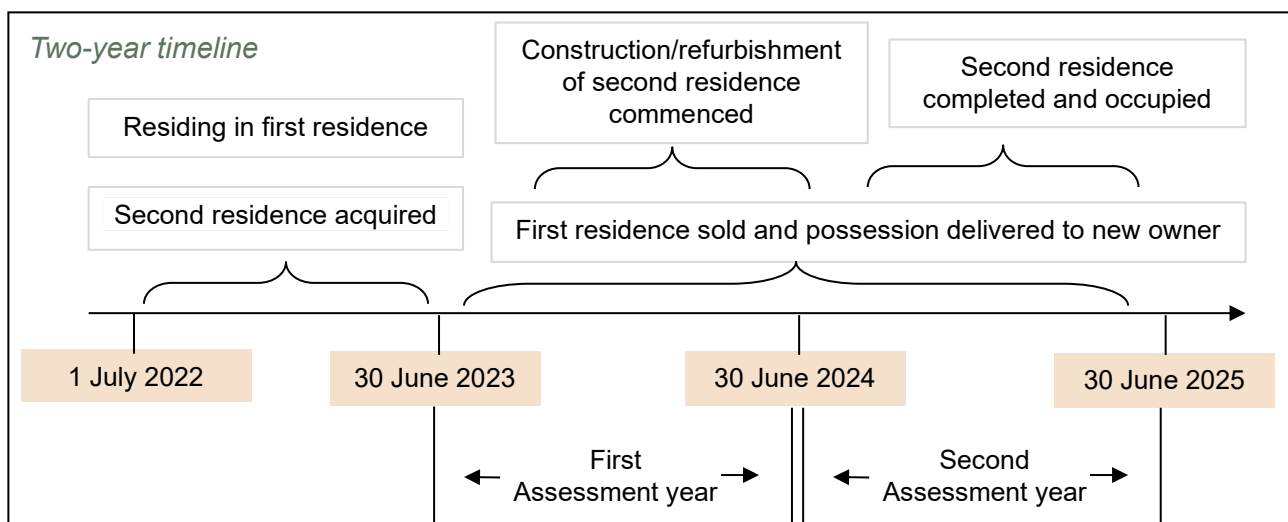 Two-year timeline
Construction/refurbishment
of second residence
commenced
Second residence
completed and occupied
Residing in first residence
Second residence acquired
First residence sold and possession delivered to new owner
1 July 2022
30 June 2023
30 June 2024
30 June 2025
First
Assessment year
Second
Assessment year